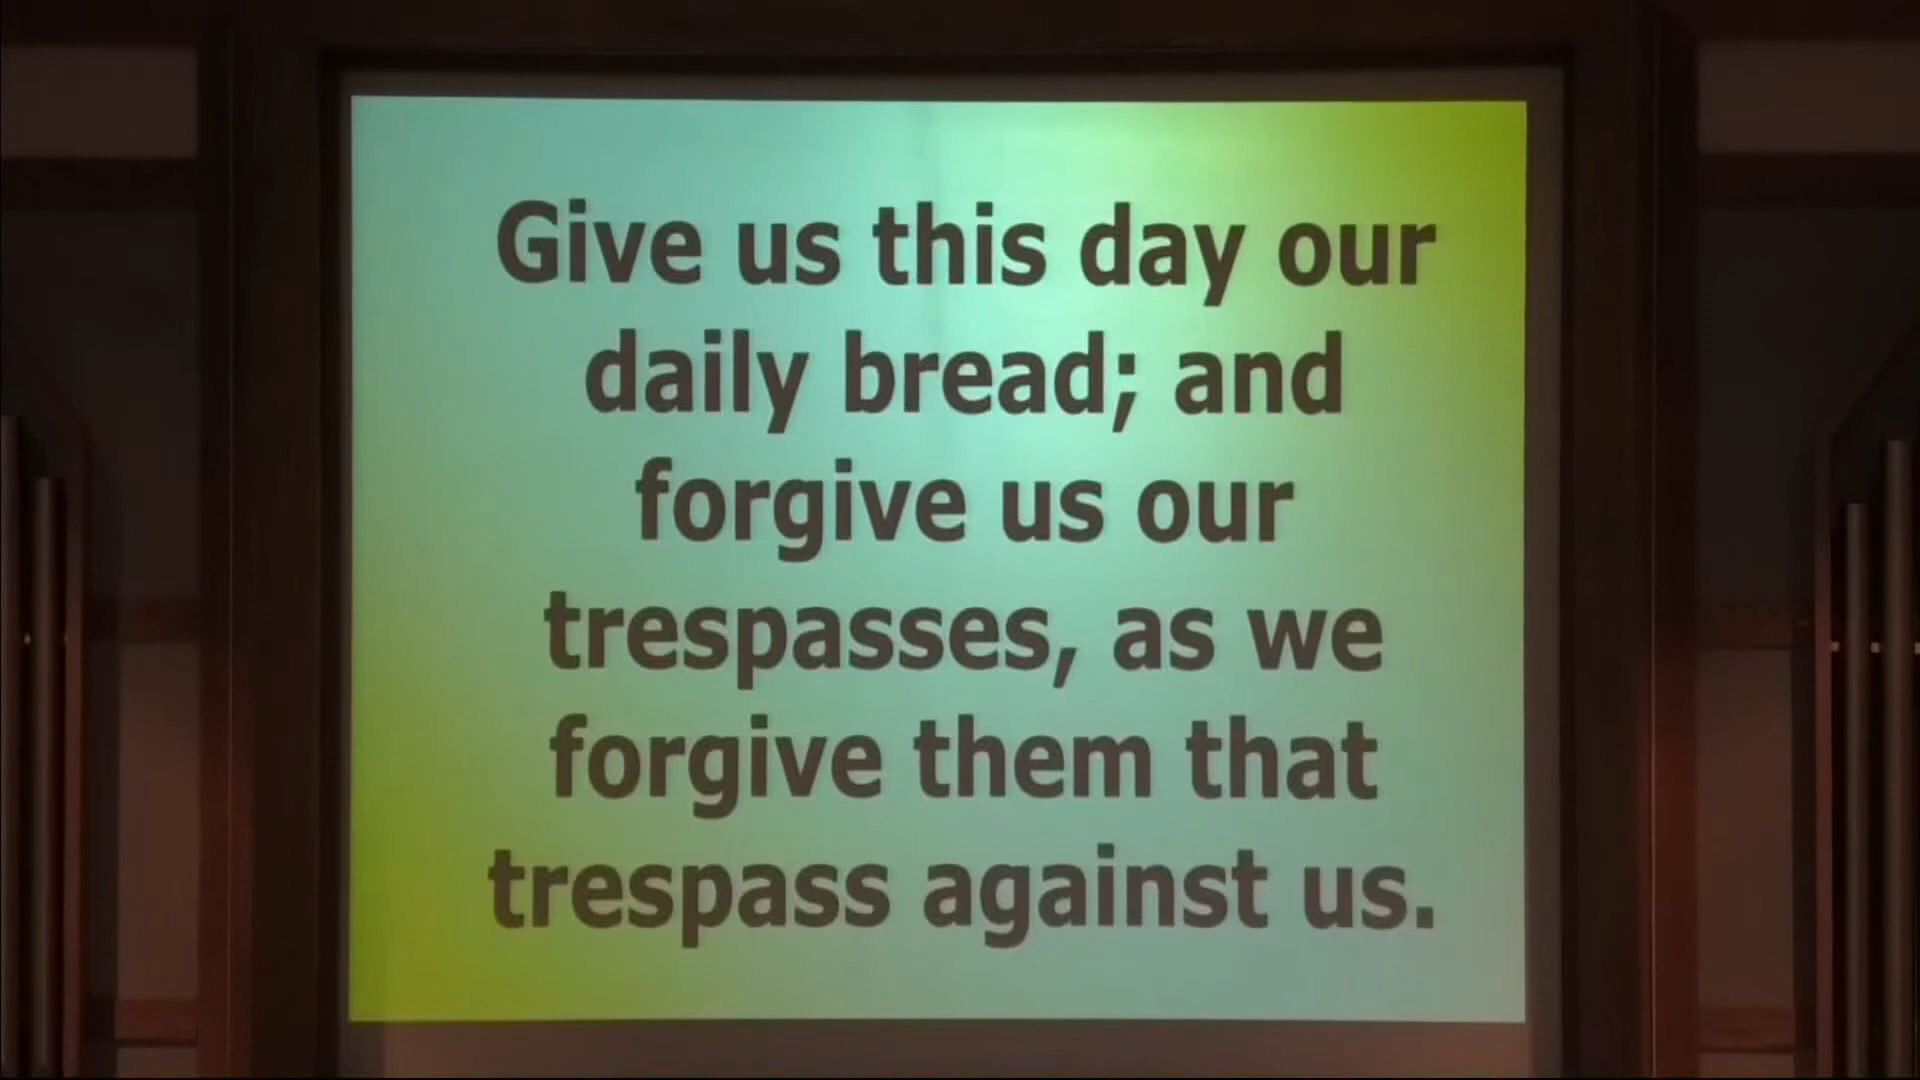 Give us this day our
daily bread; and
forgive us our
trespasses, as we
forgive them that
trespass against us.